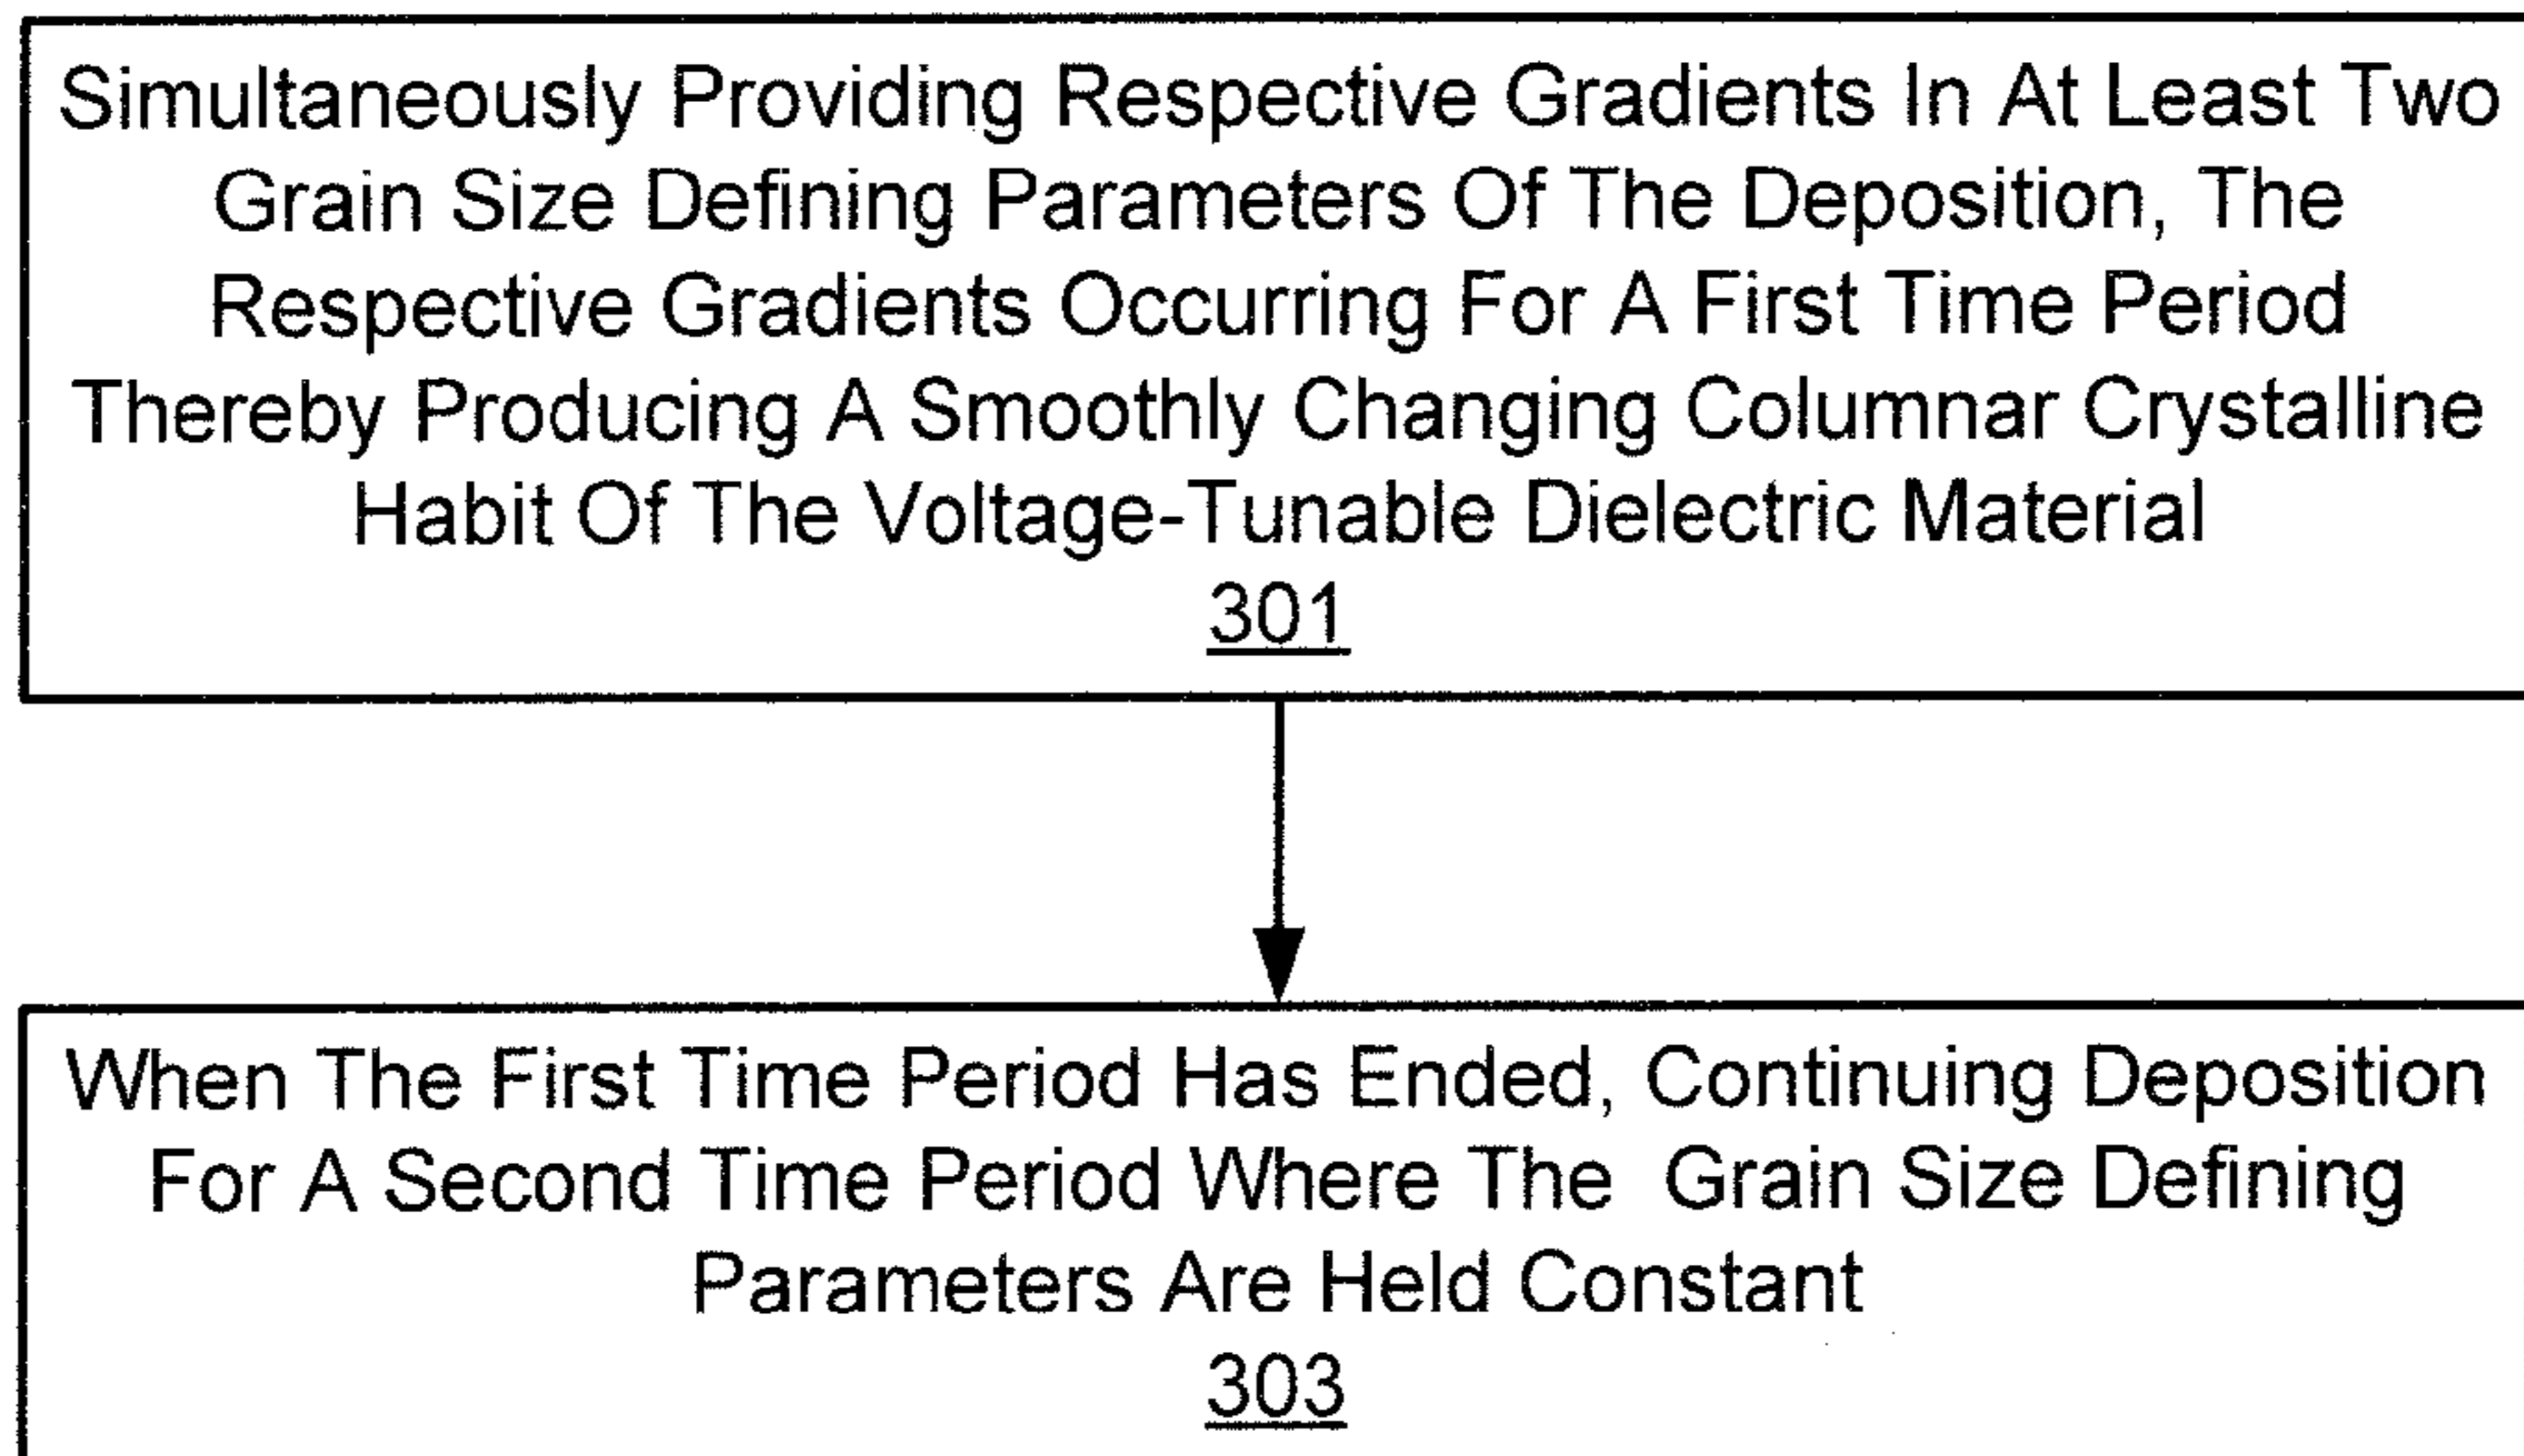 Simultaneously Providing Respective Gradients In At Least Two
Grain Size Defining Parameters Of The Deposition, The
Respective Gradients Occurring For A First Time Period
Thereby Producing A Smoothly Changing Columnar Crystalline
Habit Of The Voltage-Tunable Dielectric Material
301
When The First Time Period Has Ended, Continuing Deposition
For A Second Time Period Where The Grain Size Defining
Parameters Are Held Constant
303